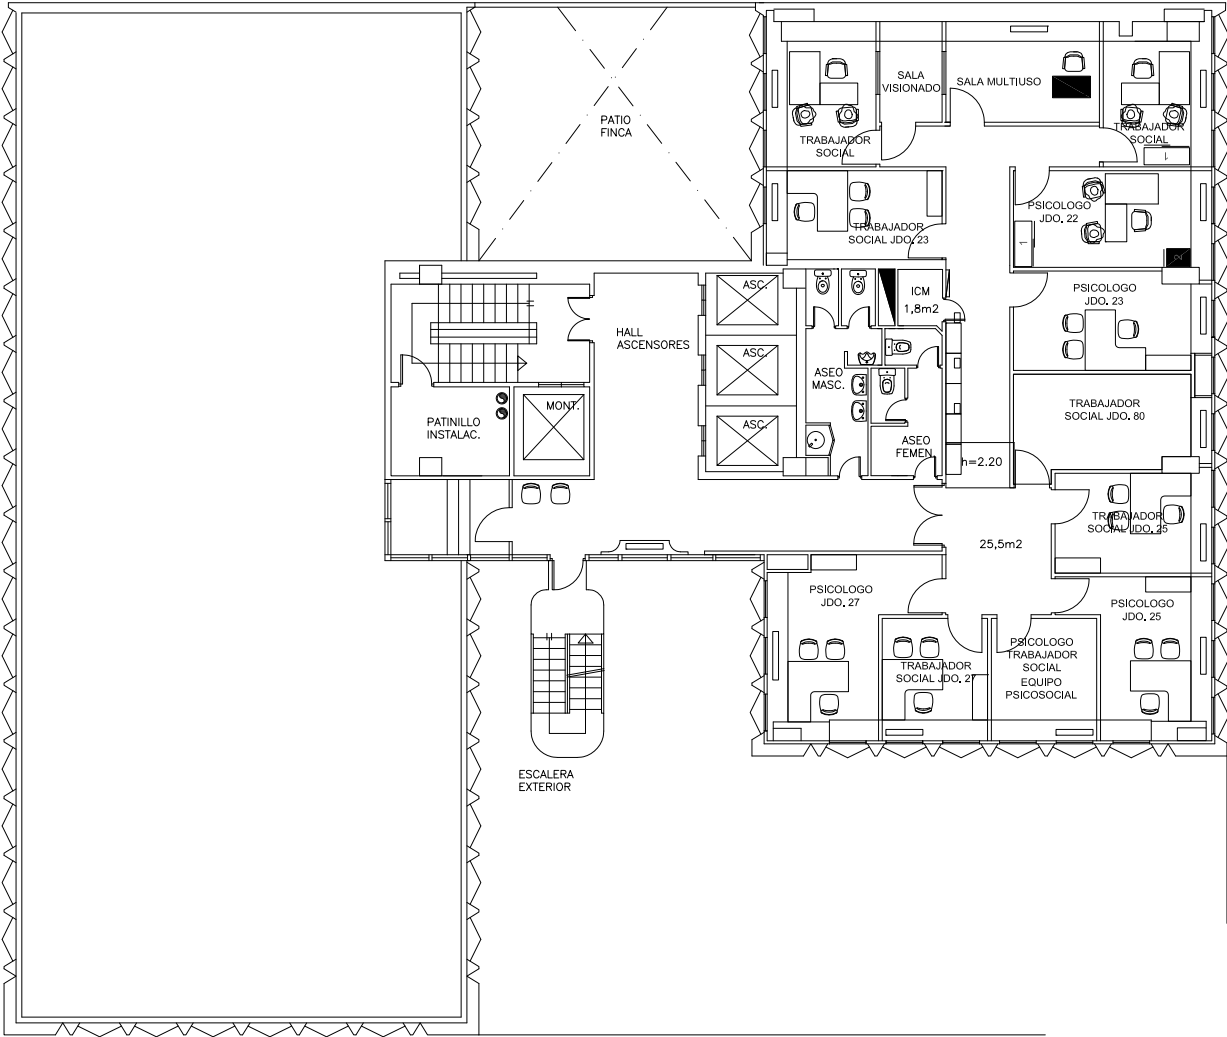 PATIO
FINCA
SALA
VISIONADO
SALA MULTIUSO
TRABAJADOR
SOCIAL
TRABAJADOR
SOCIAL
1
TRABAJADOR
SOCIAL JDO. 23
PSICOLOGO
JDO. 22
1
2
HALL
ASCENSORES
ASC.
ASC.
ASC.
ICM
1,8m2
PSICOLOGO
JDO. 23
ASEO
MASC.
MONT.
PATINILLO
INSTALAC.
ASEO
FEMEN.
TRABAJADOR
SOCIAL JDO. 80
h=2.20
TRABAJADOR
SOCIAL JDO. 25
25,5m2
PSICOLOGO
JDO. 27
PSICOLOGO
JDO. 25
TRABAJADOR
SOCIAL JDO. 27
PSICOLOGO
TRABAJADOR
SOCIAL
EQUIPO
PSICOSOCIAL
ESCALERA
EXTERIOR